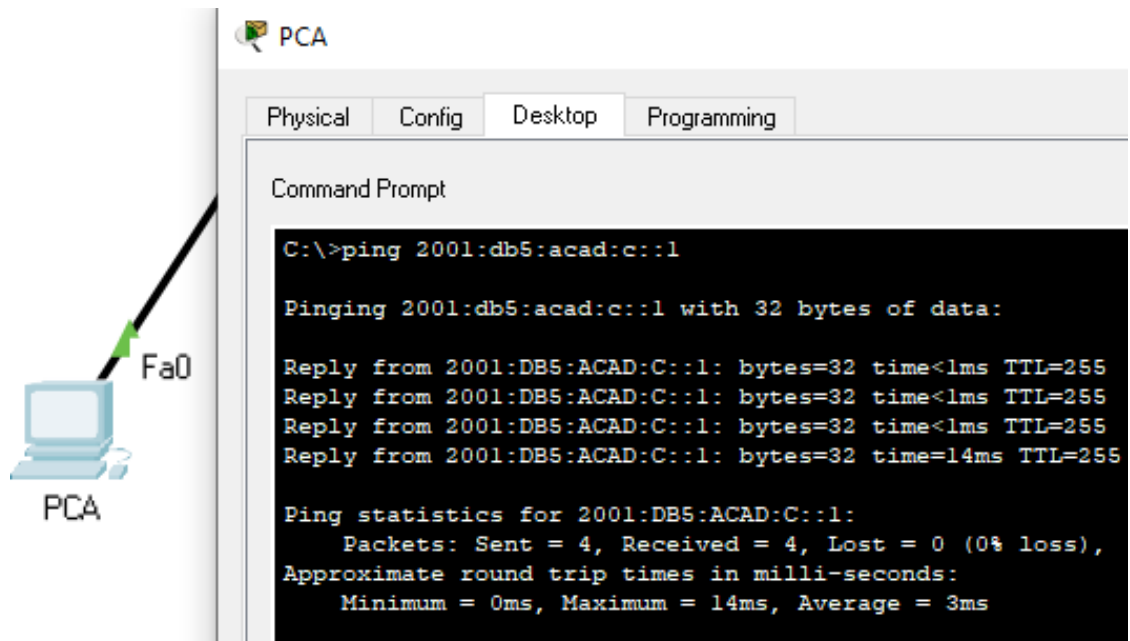 PCA
Physical Config Desktop Programming
Command Prompt
C:\>ping 2001:db5:acad:c::1
Pinging 2001:db5:acad:c::1 with 32 bytes of data:
Reply from 2001:DB5:ACAD:C::1: bytes=32 time<1ms TTL=255
Reply from 2001:DB5:ACAD:C::1: bytes=32 time<1ms TTL=255
Reply from 2001:DB5:ACAD:C::1: bytes=32 time<1ms TTL=255
Reply from 2001:DB5:ACAD:C::1: bytes=32 time=14ms TTL=255
Ping statistics for 2001:DB5:ACAD:C::1:
Packets: Sent = 4, Received = 4, Lost = 0 (0% loss),
Approximate round trip times in milli-seconds:
Minimum = 0ms, Maximum = 14ms, Average = 3ms
Fa0
PCA